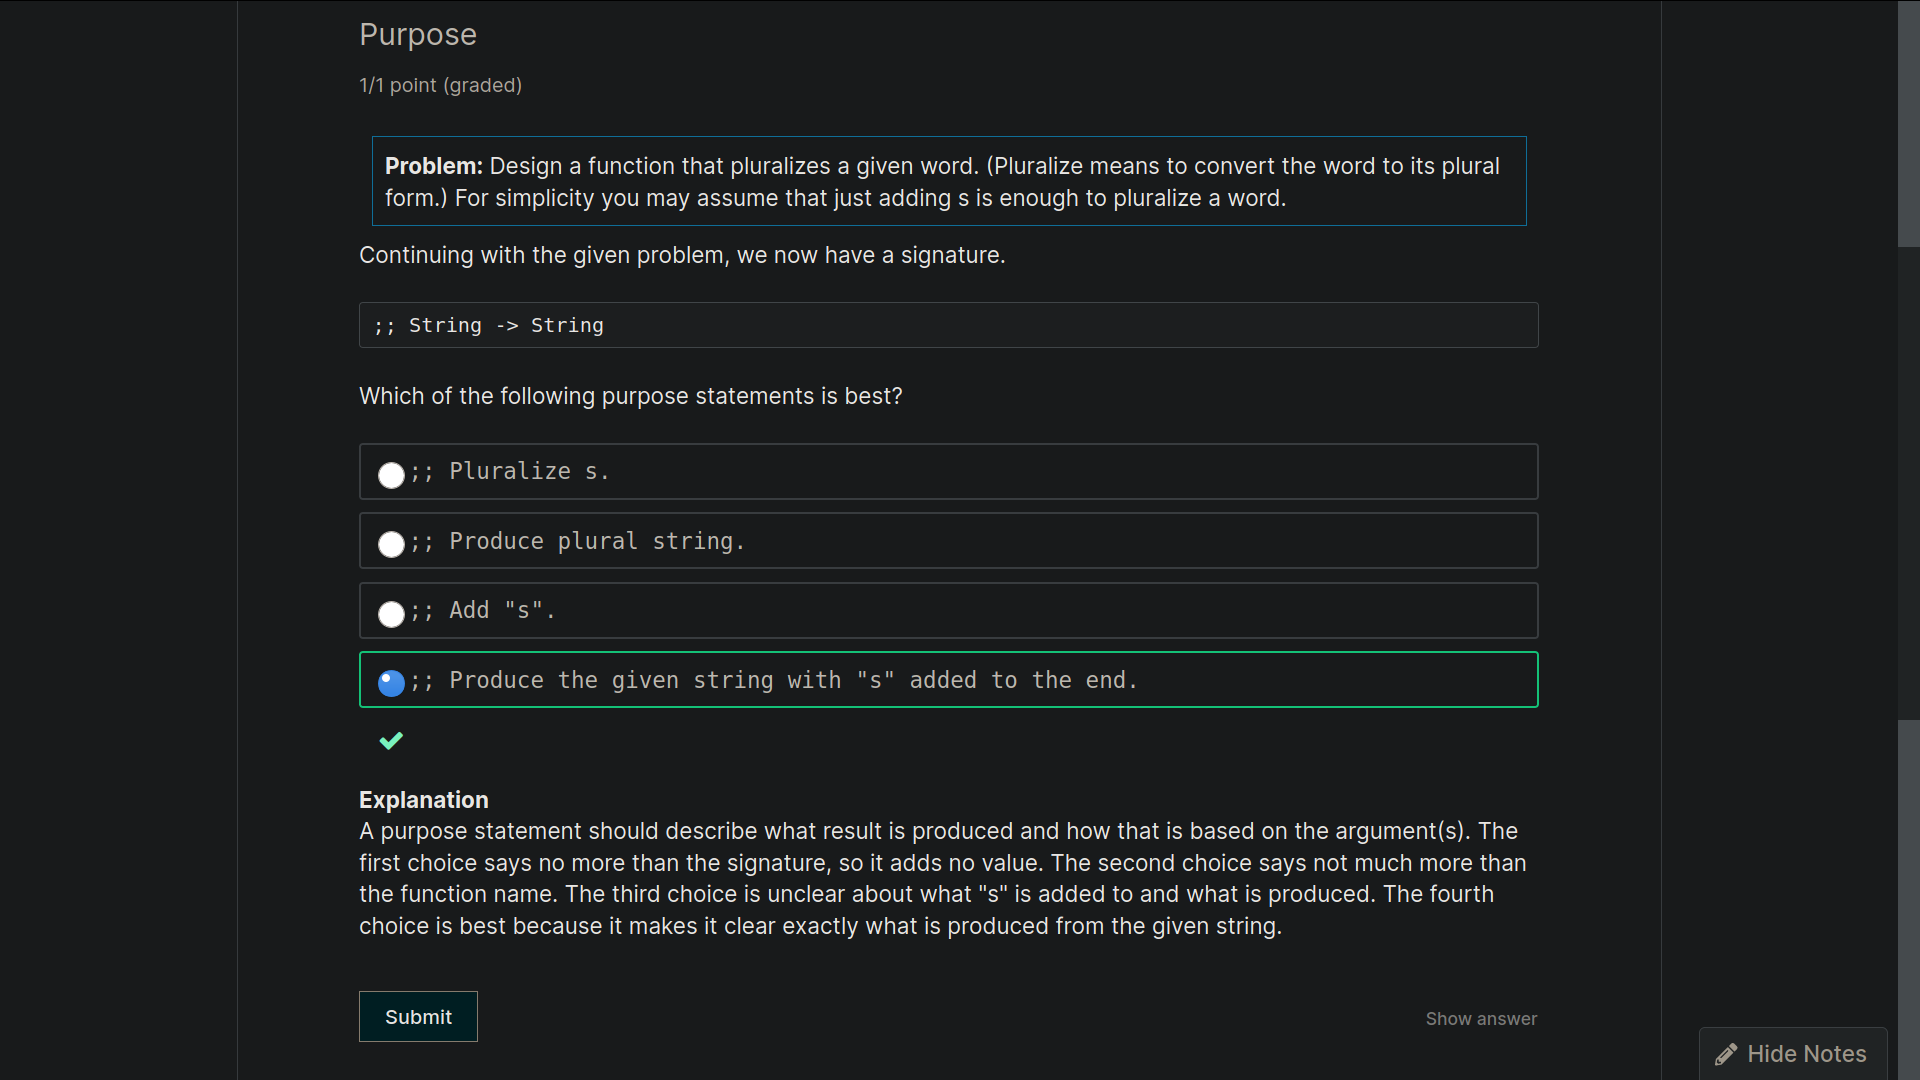 Purpose
1/1 point (graded)
Problem: Design a function that pluralizes a given word. (Pluralize means to convert the word to its plural
form.) For simplicity you may assume that just adding s is enough to pluralize a word.
Continuing with the given problem, we now have a signature.
;; String -> String
Which of the following purpose statements is best?
;; Pluralize s.
;; Produce plural string.
;; Add "s".
;; Produce the given string with "s" added to the end.
Explanation
A purpose statement should describe what result is produced and how that is based on the argument(s). The
first choice says no more than the signature, so it adds no value. The second choice says not much more than
the function name. The third choice is unclear about what "s" is added to and what is produced. The fourth
choice is best because it makes it clear exactly what is produced from the given string.
Submit
Show answer
Hide Notes